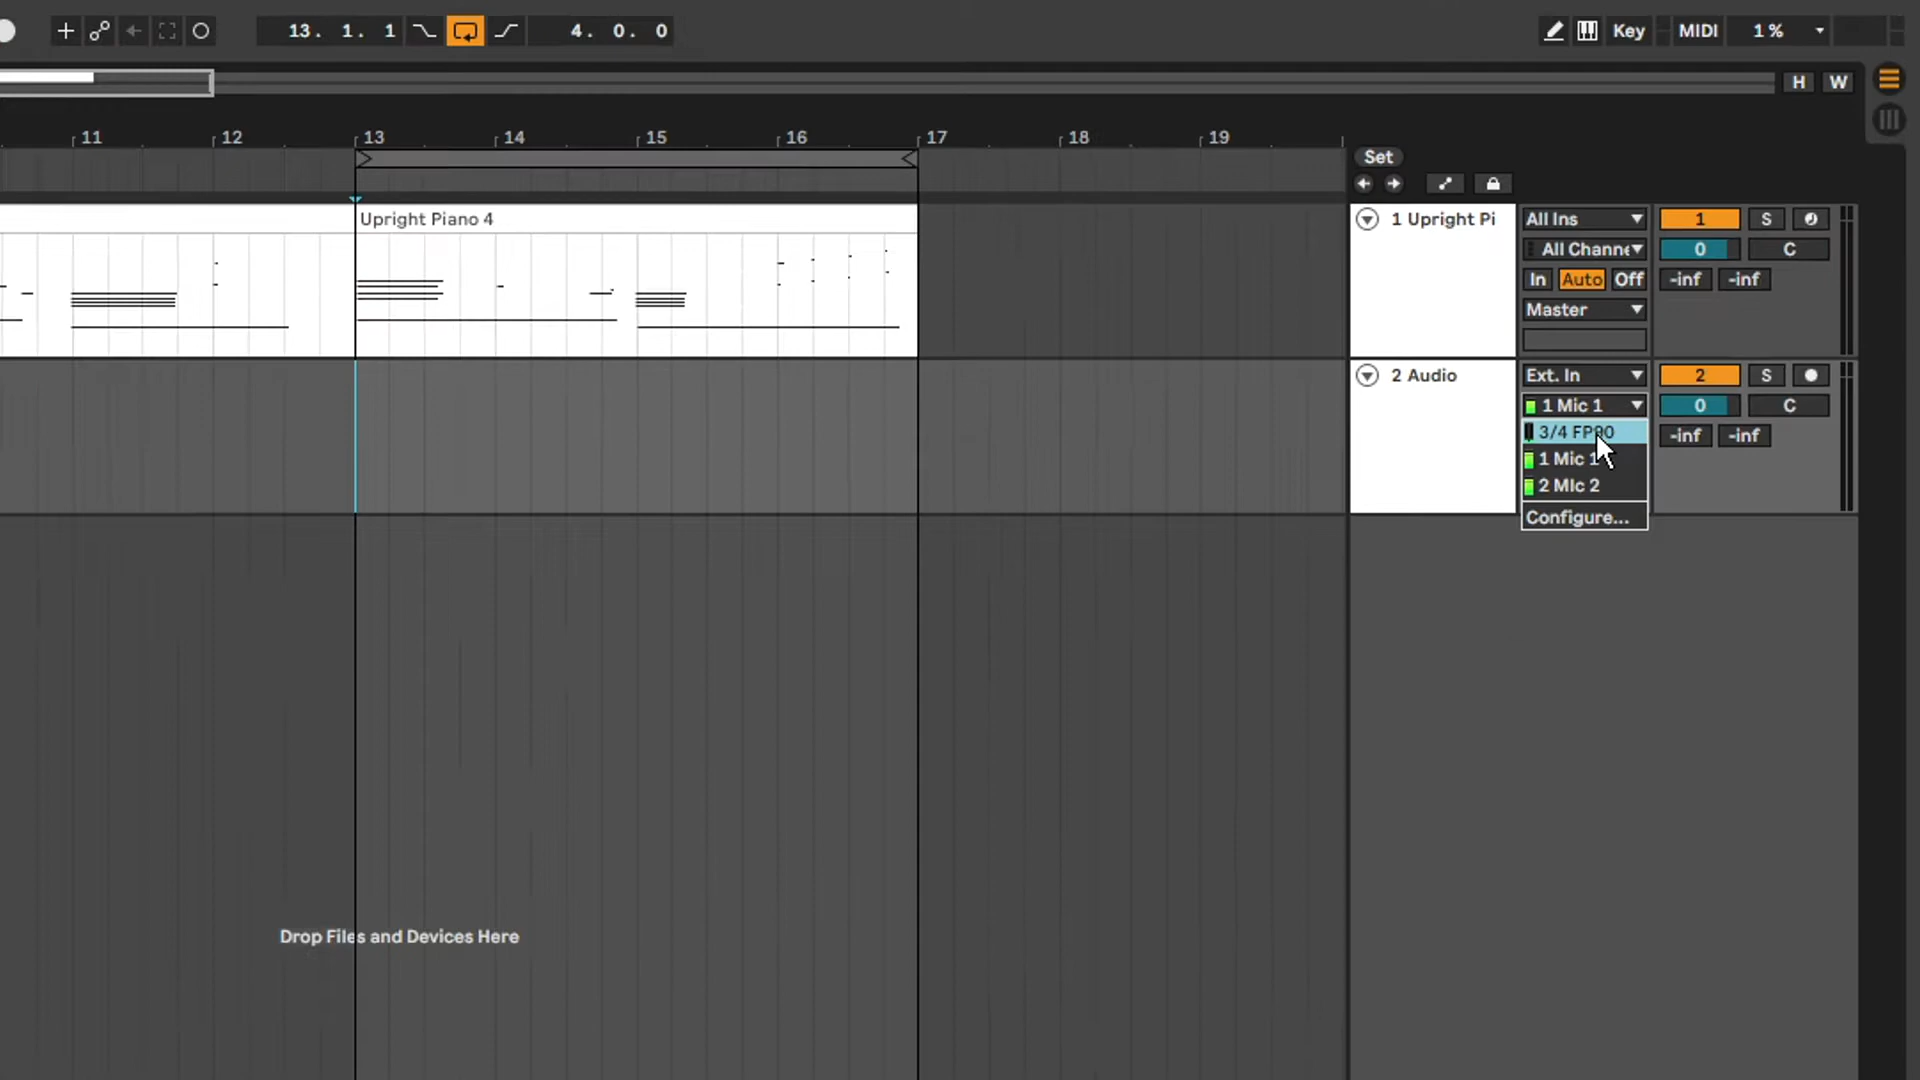 13. 1. 1
4. 0. 0
Key
MIDI
1 %
H W
11 12 13 14 15 16 17 18 19
Set
Upright Piano 4
1 Upright Pi
All Ins
1 S
All Channe
0 C
In Auto Off
-inf -inf
Master
2 Audio
Ext. In
2 S
1 Mic 1
0 C
3/4 FP90
-inf -inf
1 Mic 1
2 MIc 2
Configure...
Drop Files and Devices Here